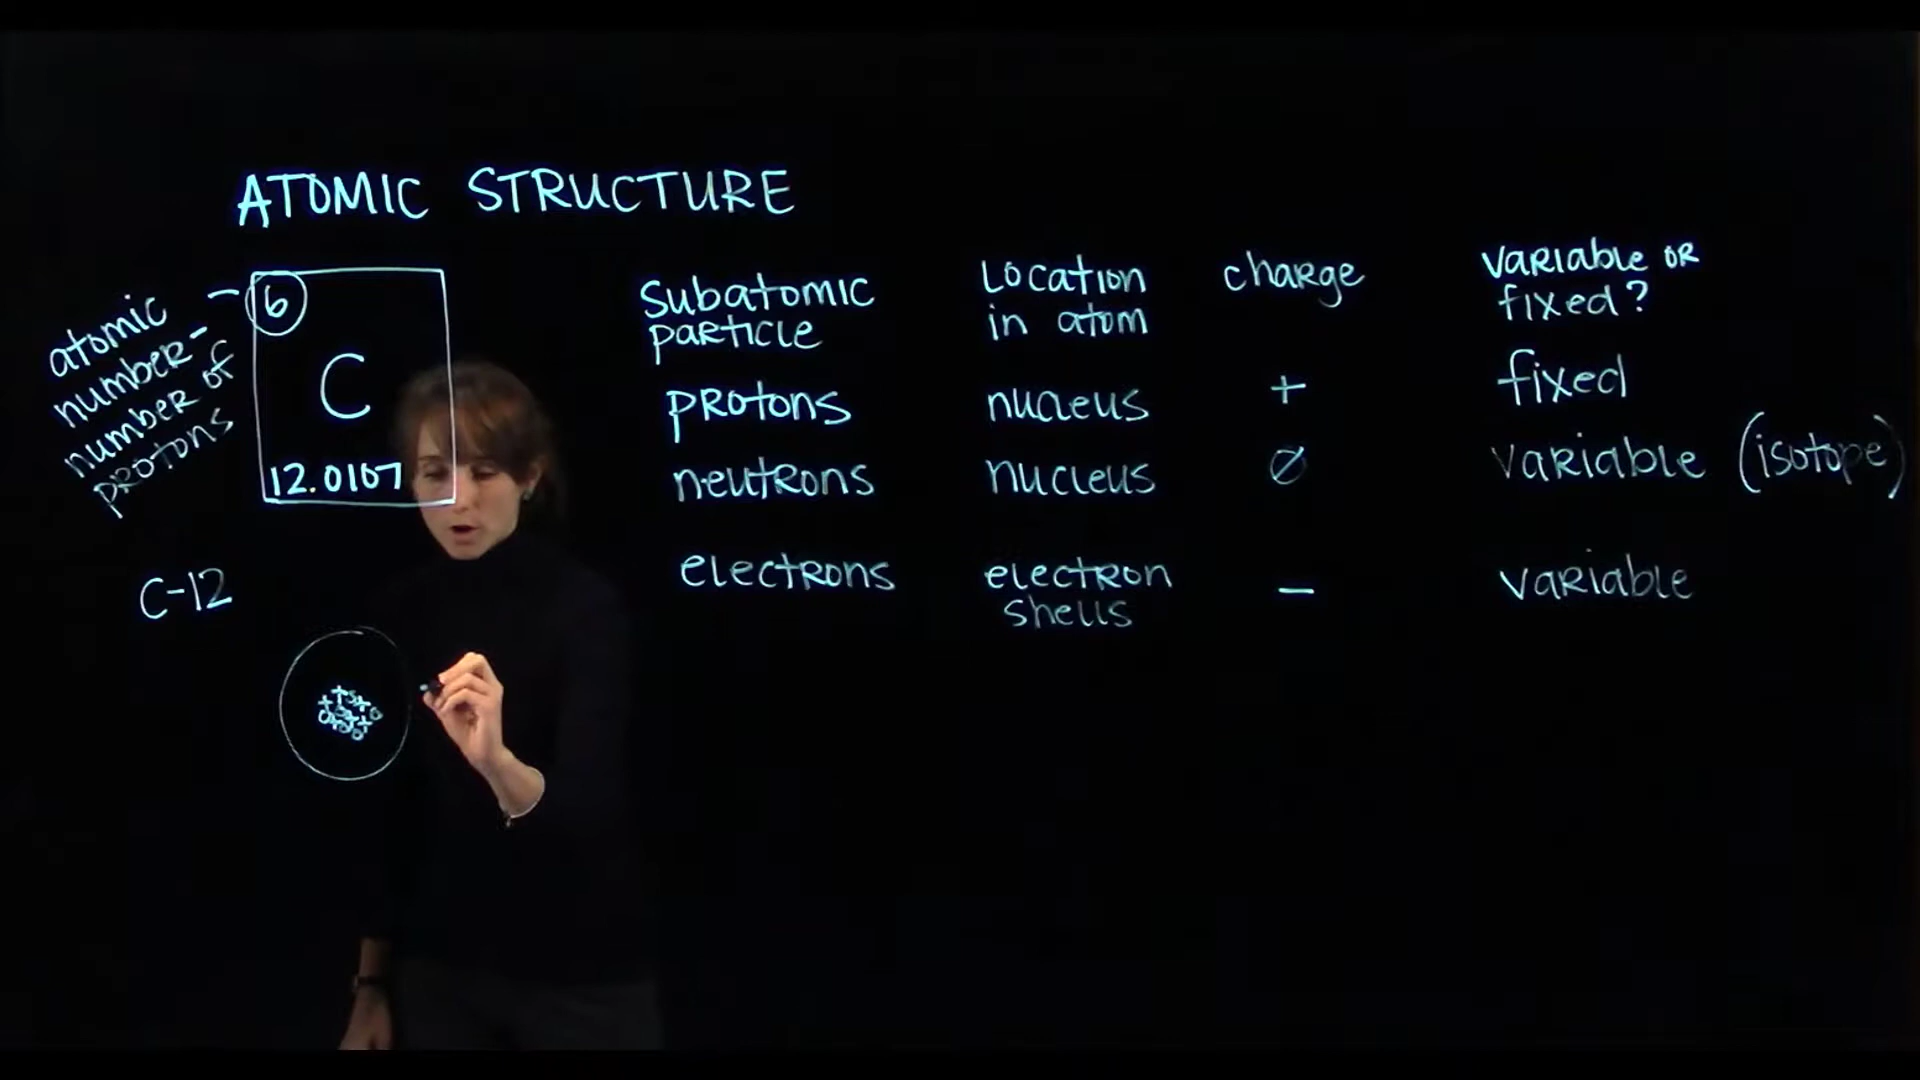 ATOMIC STRUCTURE
atomic
number-
number of
protons
6
C
12.0107
C-12
subatomic
particle
Location
in atom
charge
variable or
fixed?
protons
nucleus
+
fixed
neutrons
nucleus
∅
variable (isotope)
electrons
electron
shells
−
variable